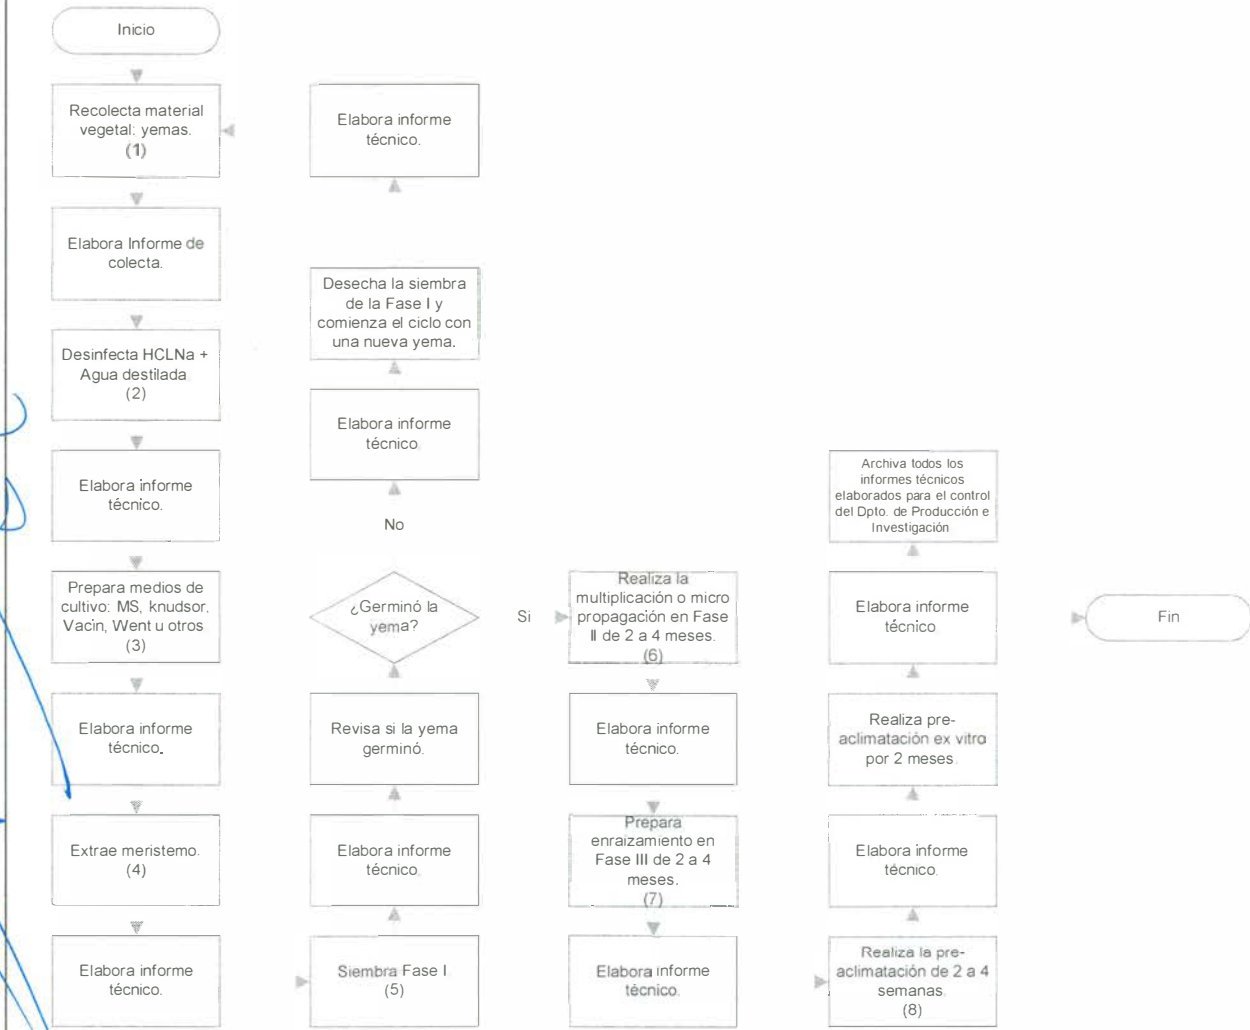 Inicio
Recolecta material
vegetal: yemas.
(1)
Elabora Informe de
colecta.
Desinfecta HCLNa +
Agua destilada.
(2)
Elabora informe
técnico.
Prepara medios de
cultivo: MS, knudsor,
Vacin, Went u otros
(3)
Elabora informe
técnico.
Extrae meristemo.
(4)
Elabora informe
técnico.
Siembra Fase I
(5)
Elabora informe
técnico.
Revisa si la yema
germinó.
¿Germinó la
yema?
No
Elabora informe
técnico.
Desecha la siembra
de la Fase I y
comienza el ciclo con
una nueva yema.
Elabora informe
técnico.
Si
Realiza la
multiplicación o micro
propagación en Fase
II de 2 a 4 meses.
(6)
Elabora informe
técnico.
Prepara
enraizamiento en
Fase III de 2 a 4
meses.
(7)
Elabora informe
técnico.
Realiza la pre-
aclimatación de 2 a 4
semanas.
(8)
Elabora informe
técnico.
Realiza pre-
aclimatación ex vitro
por 2 meses.
Elabora informe
técnico
Archiva todos los
informes técnicos
elaborados para el control
del Dpto. de Producción e
Investigación
Fin